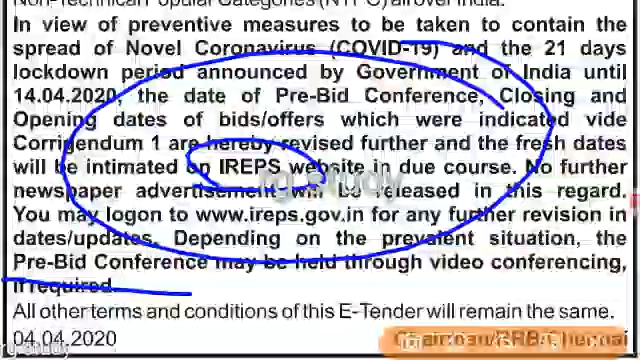 Non-Technical Popular Categories (NTPC) all over India.
In view of preventive measures to be taken to contain the
spread of Novel Coronavirus (COVID-19) and the 21 days
lockdown period announced by Government of India until
14.04.2020, the date of Pre-Bid Conference, Closing and
Opening dates of bids/offers which were indicated vide
Corrigendum 1 are hereby revised further and the fresh dates
will be intimated on IREPS website in due course. No further
newspaper advertisement will be released in this regard.
You may logon to www.ireps.gov.in for any further revision in
dates/updates. Depending on the prevalent situation, the
Pre-Bid Conference may be held through video conferencing,
if required.
All other terms and conditions of this E-Tender will remain the same.
04.04.2020 Chairman/RRB/Chennai
rg study
rg study